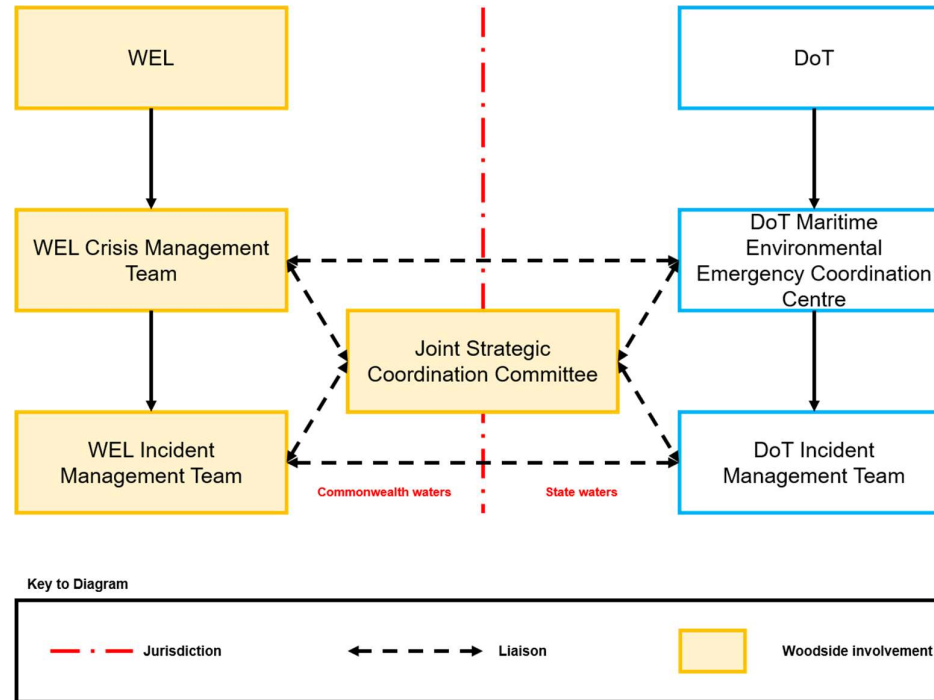 WEL
DoT
WEL Crisis Management
Team
DoT Maritime
Environmental
Emergency Coordination
Centre
Joint Strategic
Coordination Committee
WEL Incident
Management Team
DoT Incident
Management Team
Commonwealth waters
State waters
Key to Diagram
Jurisdiction
Liaison
Woodside involvement